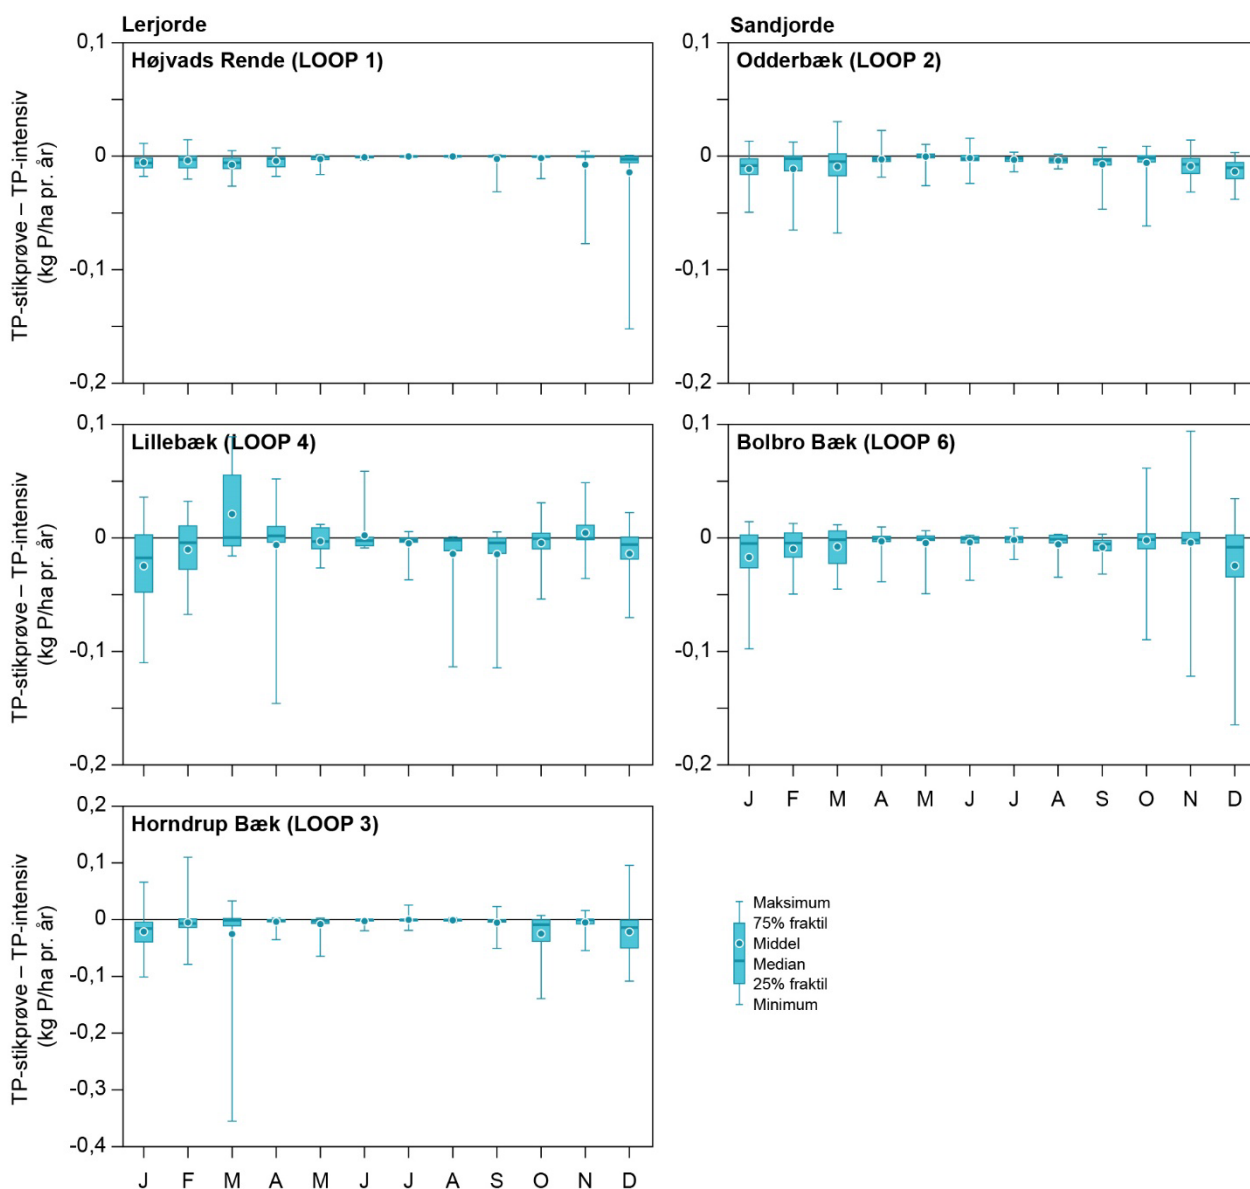 Lerjorde
Sandjorde
Højvads Rende (LOOP 1)
0,1
0
-0,1
-0,2
TP-stikprøve – TP-intensiv
(kg P/ha pr. år)
Odderbæk (LOOP 2)
0,1
0
-0,1
-0,2
Lillebæk (LOOP 4)
0,1
0
-0,1
-0,2
TP-stikprøve – TP-intensiv
(kg P/ha pr. år)
Bolbro Bæk (LOOP 6)
0,1
0
-0,1
-0,2
J F M A M J J A S O N D
Horndrup Bæk (LOOP 3)
0,2
0,1
0
-0,1
-0,2
-0,3
-0,4
TP-stikprøve – TP-intensiv
(kg P/ha pr. år)
J F M A M J J A S O N D
Maksimum
75% fraktil
Middel
Median
25% fraktil
Minimum